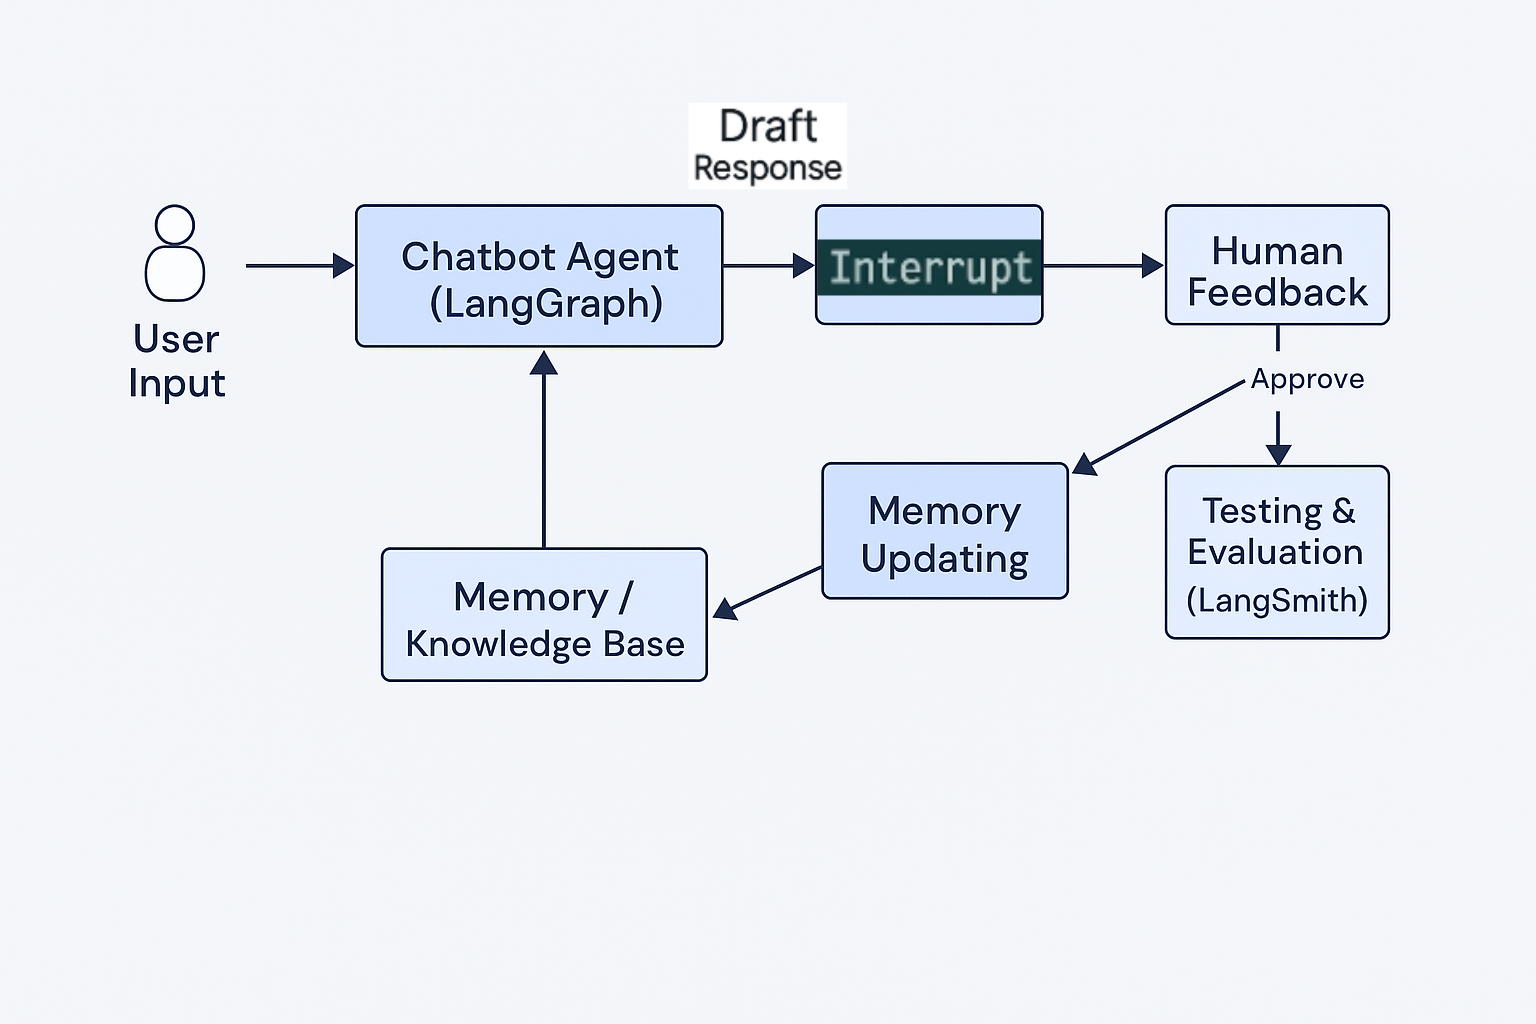 Draft
Response
User
Input
Chatbot Agent
(LangGraph)
Interrupt
Human
Feedback
Approve
Memory
Updating
Testing &
Evaluation
(LangSmith)
Memory /
Knowledge Base